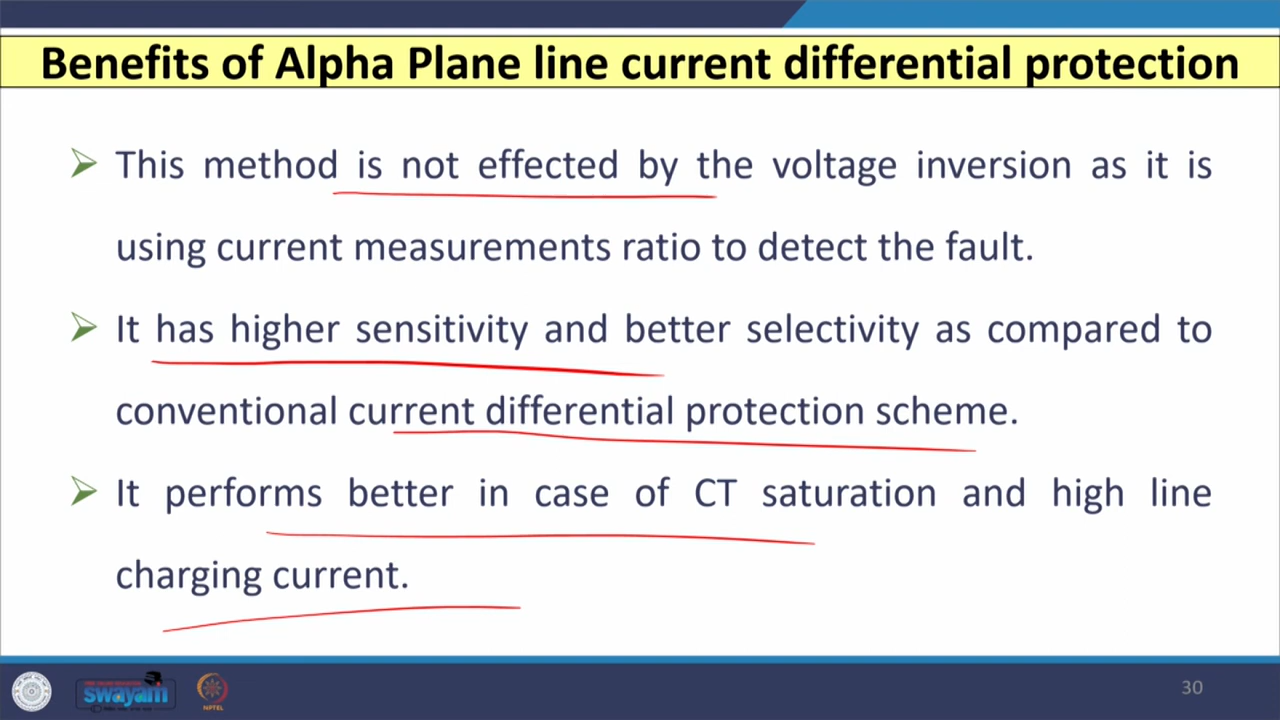 Benefits of Alpha Plane line current differential protection
➢ This method is not effected by the voltage inversion as it is
using current measurements ratio to detect the fault.
➢ It has higher sensitivity and better selectivity as compared to
conventional current differential protection scheme.
➢ It performs better in case of CT saturation and high line
charging current.
swayam
NPTEL
30